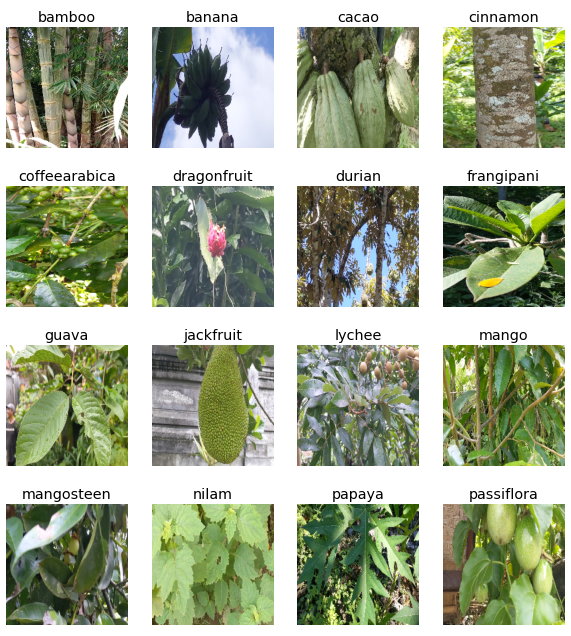 bamboo
banana
cacao
cinnamon
coffeearabica
dragonfruit
durian
frangipani
guava
jackfruit
lychee
mango
mangosteen
nilam
papaya
passiflora